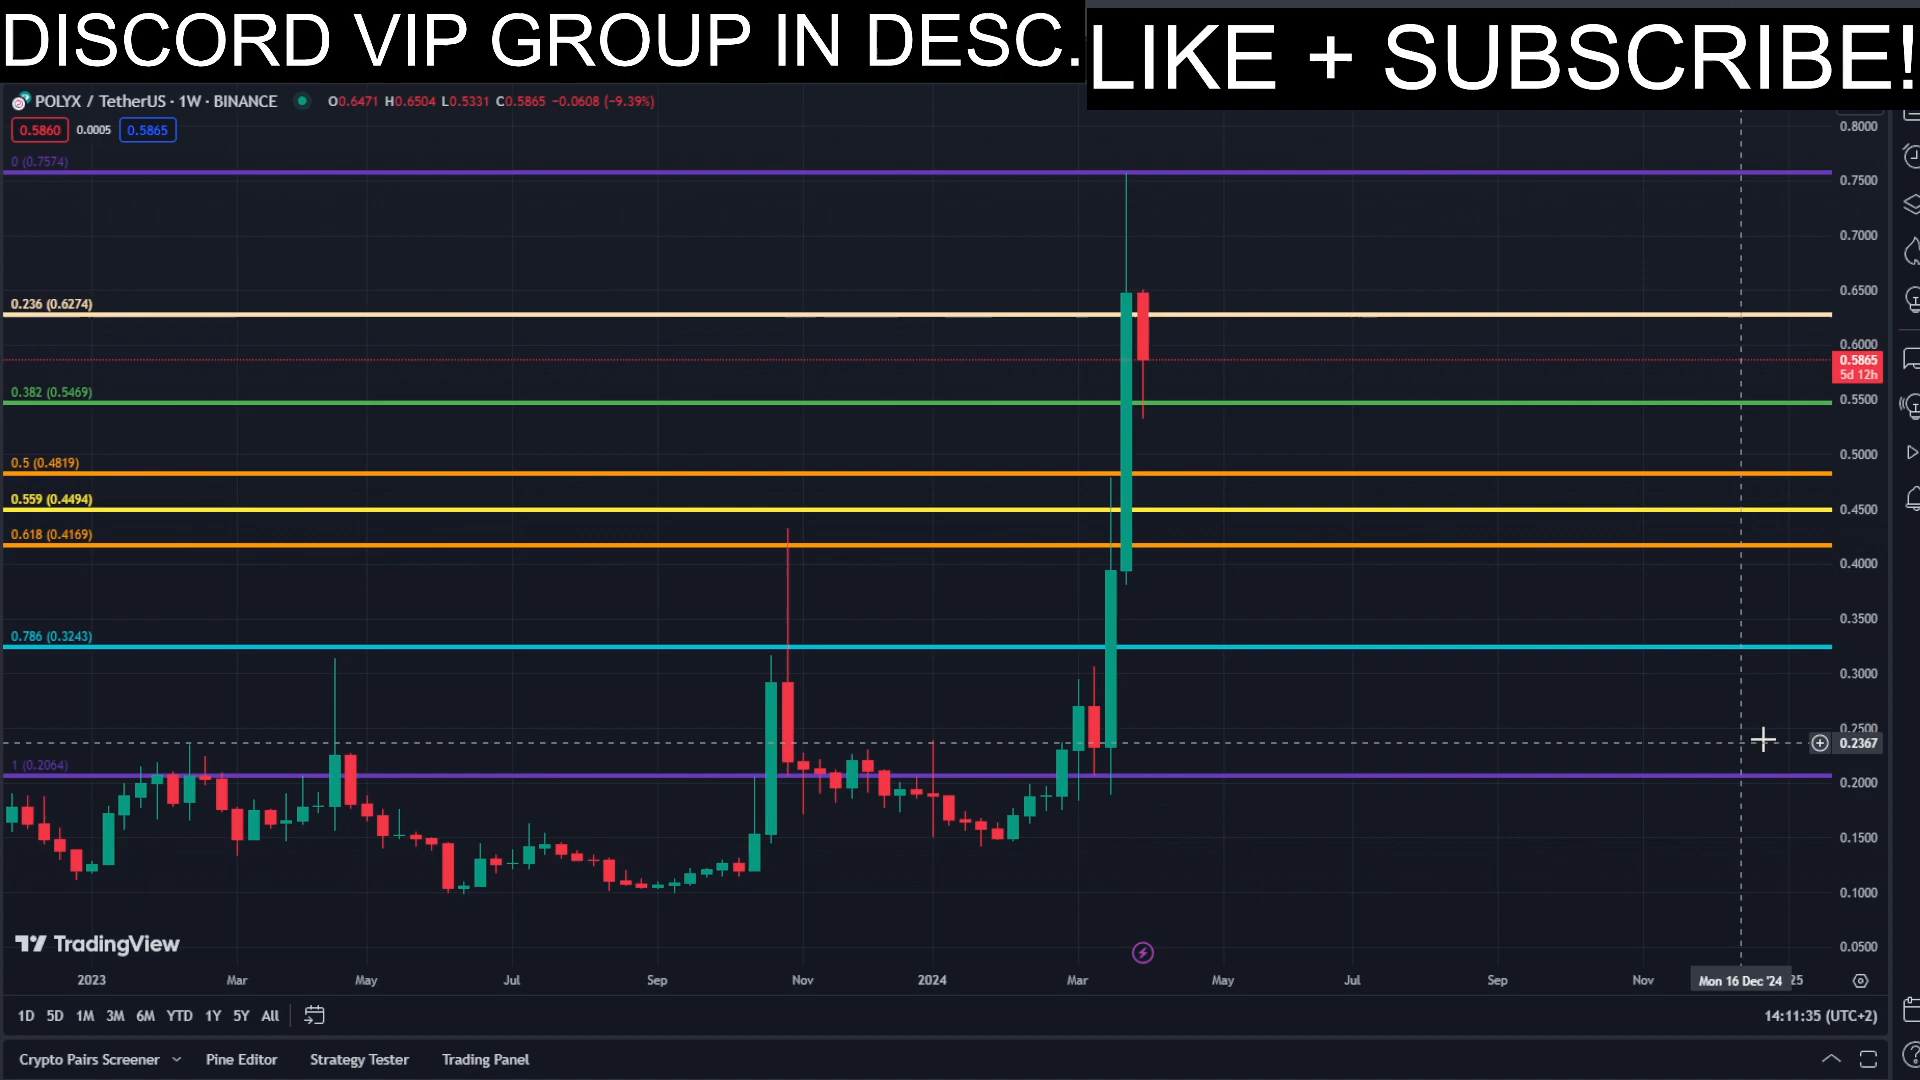 DISCORD VIP GROUP IN DESC.
LIKE + SUBSCRIBE!
POLYX / TetherUS · 1W · BINANCE O0.6471 H0.6504 L0.5331 C0.5865 −0.0608 (−9.39%)
0.5860 0.0005 0.5865
0 (0.7574)
0.236 (0.6274)
0.382 (0.5469)
0.5 (0.4819)
0.559 (0.4494)
0.618 (0.4169)
0.786 (0.3243)
1 (0.2064)
0.8000
0.7500
0.7000
0.6500
0.6000
0.5865
5d 12h
0.5500
0.5000
0.4500
0.4000
0.3500
0.3000
0.2500
0.2367
0.2000
0.1500
0.1000
0.0500
TradingView
2023 Mar May Jul Sep Nov 2024 Mar May Jul Sep Nov Mon 16 Dec '24 25
1D 5D 1M 3M 6M YTD 1Y 5Y All 14:11:35 (UTC+2)
Crypto Pairs Screener Pine Editor Strategy Tester Trading Panel